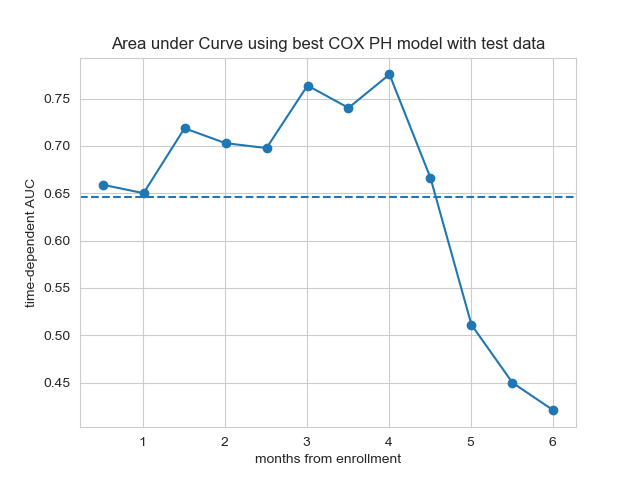 Area under Curve using best COX PH model with test data
time-dependent AUC
0.75
0.70
0.65
0.60
0.55
0.50
0.45
1 2 3 4 5 6
months from enrollment